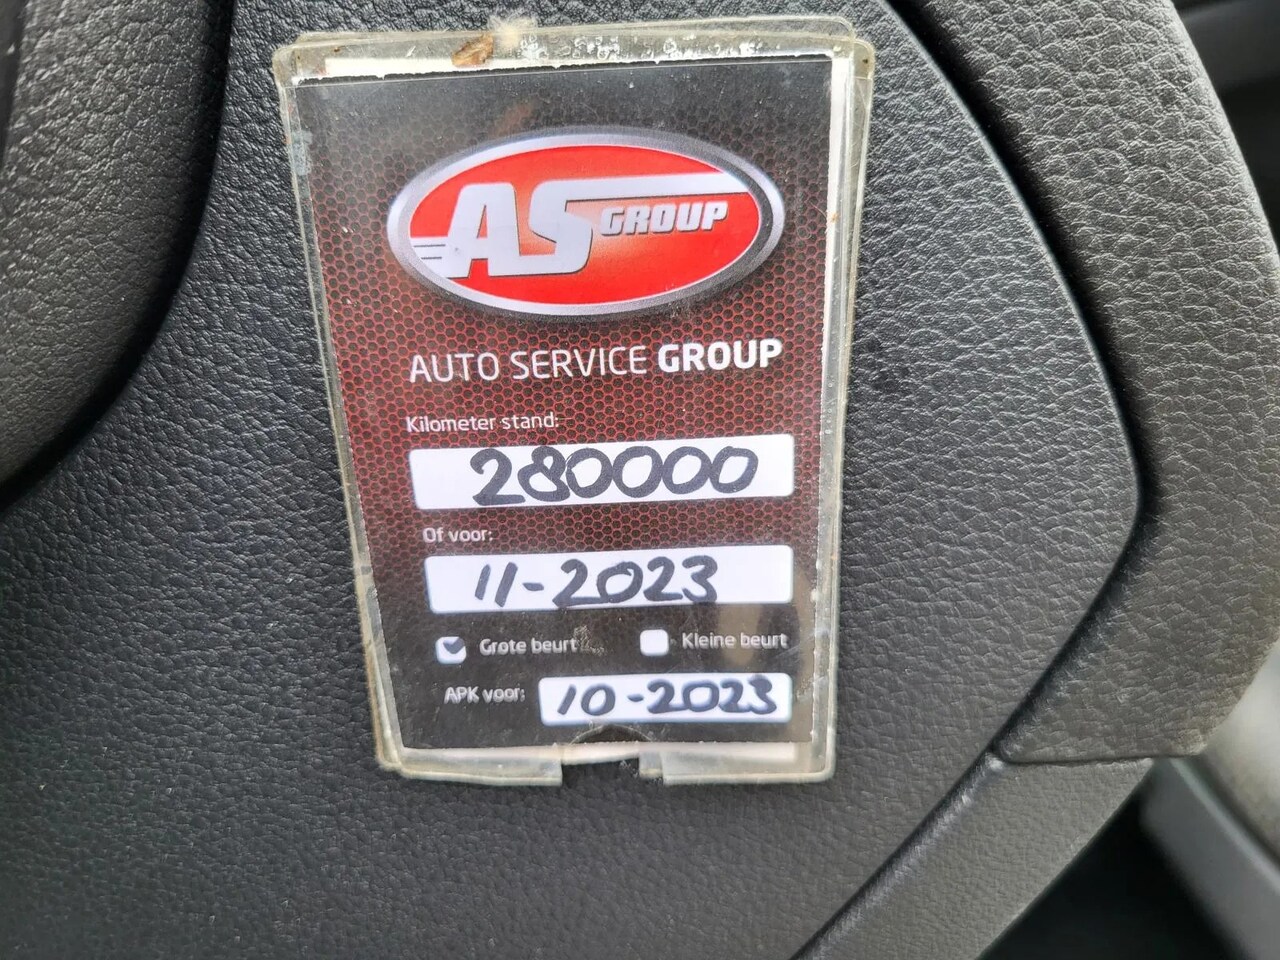 AS GROUP
AUTO SERVICE GROUP
Kilometer stand:
280000
Of voor:
11-2023
Grote beurt Kleine beurt
APK voor: 10-2023